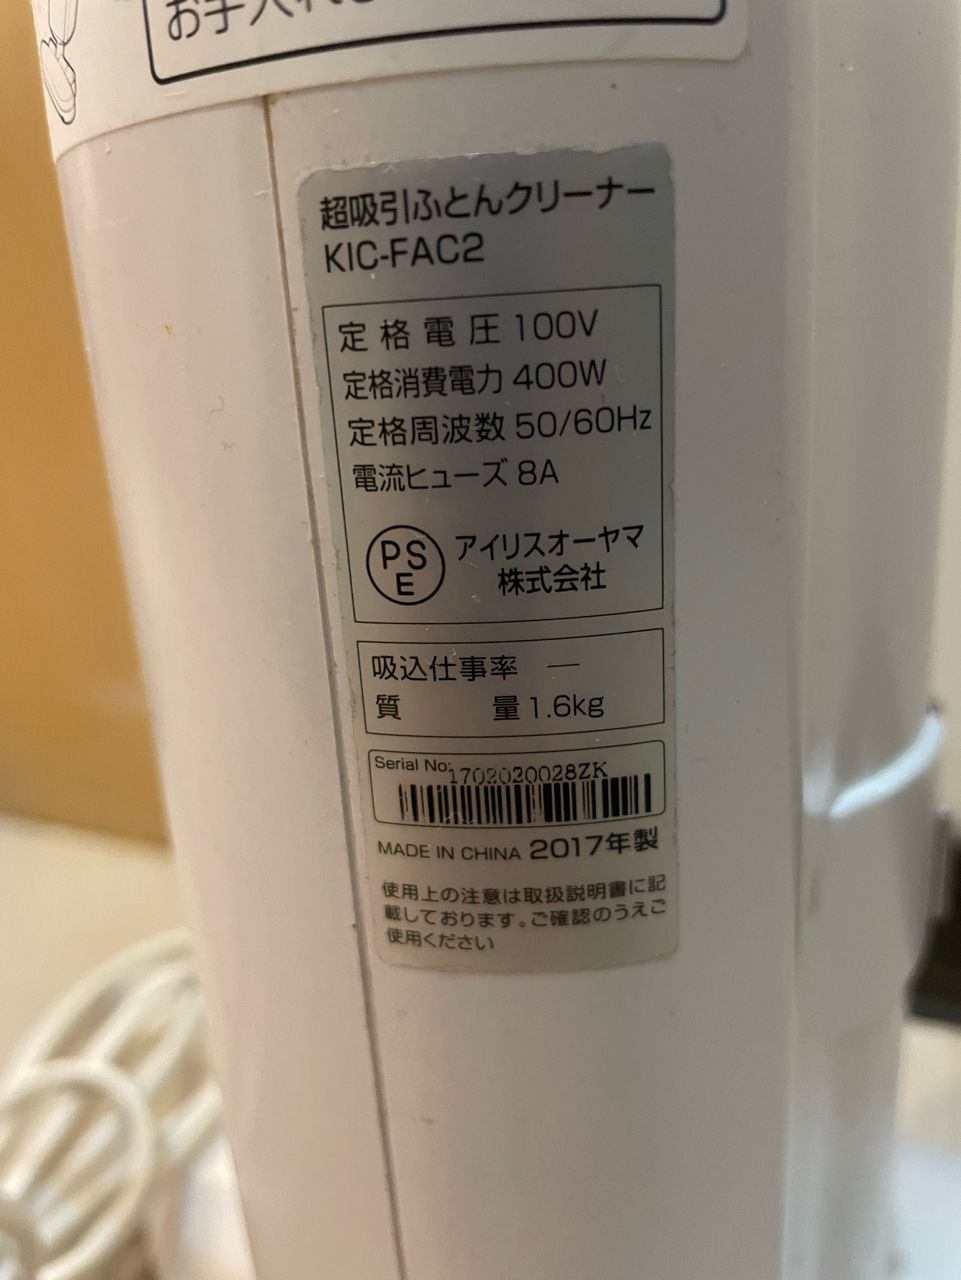 お手入れ
超吸引ふとんクリーナー
KIC-FAC2
定格電圧 100V
定格消費電力 400W
定格周波数 50/60Hz
電流ヒューズ 8A
PS
E
アイリスオーヤマ
株式会社
吸込仕事率 —
質量 1.6kg
Serial No:1702020028ZK
MADE IN CHINA 2017年製
使用上の注意は取扱説明書に記
載しております。ご確認のうえご
使用ください